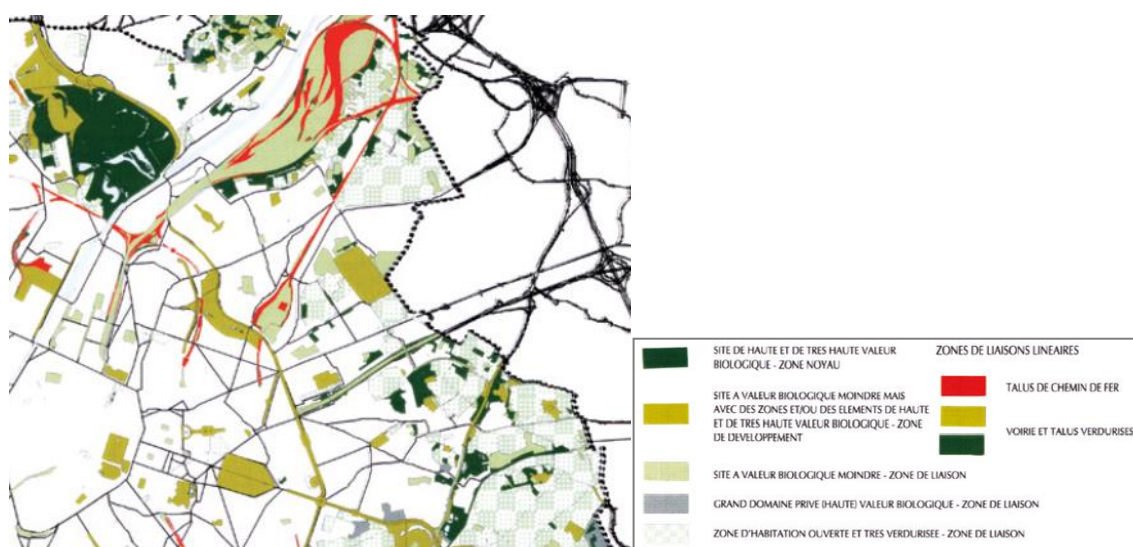 SITE DE HAUTE ET DE TRES HAUTE VALEUR
BIOLOGIQUE - ZONE NOYAU
SITE A VALEUR BIOLOGIQUE MOINDRE MAIS
AVEC DES ZONES ET/OU DES ELEMENTS DE HAUTE
ET DE TRES HAUTE VALEUR BIOLOGIQUE - ZONE
DE DEVELOPPEMENT
SITE A VALEUR BIOLOGIQUE MOINDRE - ZONE DE LIAISON
GRAND DOMAINE PRIVE (HAUTE) VALEUR BIOLOGIQUE - ZONE DE LIAISON
ZONE D'HABITATION OUVERTE ET TRES VERDURISEE - ZONE DE LIAISON
ZONES DE LIAISONS LINEAIRES
TALUS DE CHEMIN DE FER
VOIRIE ET TALUS VERDURISES